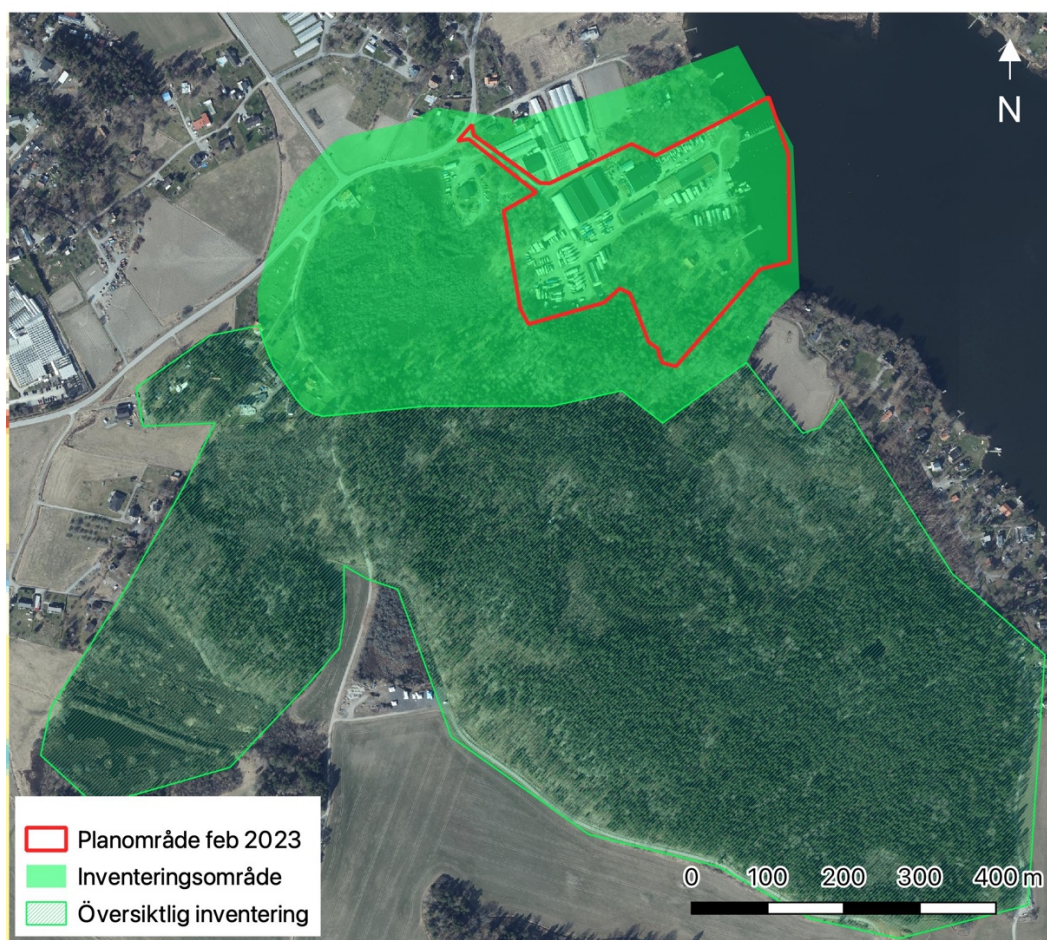 N
Planområde feb 2023
Inventeringsområde
Översiktlig inventering
0 100 200 300 400 m